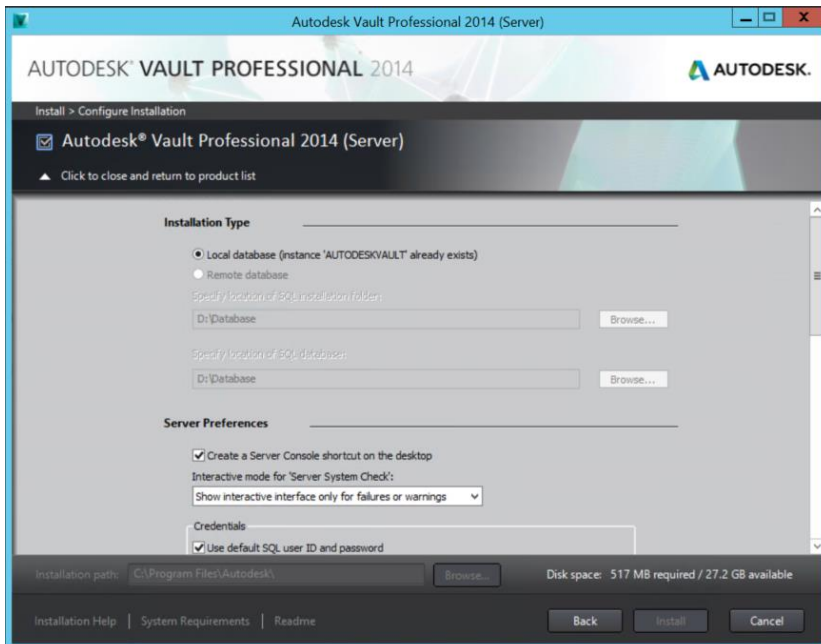 Autodesk Vault Professional 2014 (Server)
AUTODESK® VAULT PROFESSIONAL 2014
AUTODESK.
Install > Configure Installation
Autodesk® Vault Professional 2014 (Server)
Click to close and return to product list
Installation Type
Local database (instance 'AUTODESKVAULT' already exists)
Remote database
Specify location of SQL installation folder:
D:\Database
Browse...
Specify location of SQL database:
D:\Database
Browse...
Server Preferences
Create a Server Console shortcut on the desktop
Interactive mode for 'Server System Check':
Show interactive interface only for failures or warnings
Credentials
Use default SQL user ID and password
Installation path: C:\Program Files\Autodesk\ Browse... Disk space: 517 MB required / 27.2 GB available
Installation Help | System Requirements | Readme Back Install Cancel